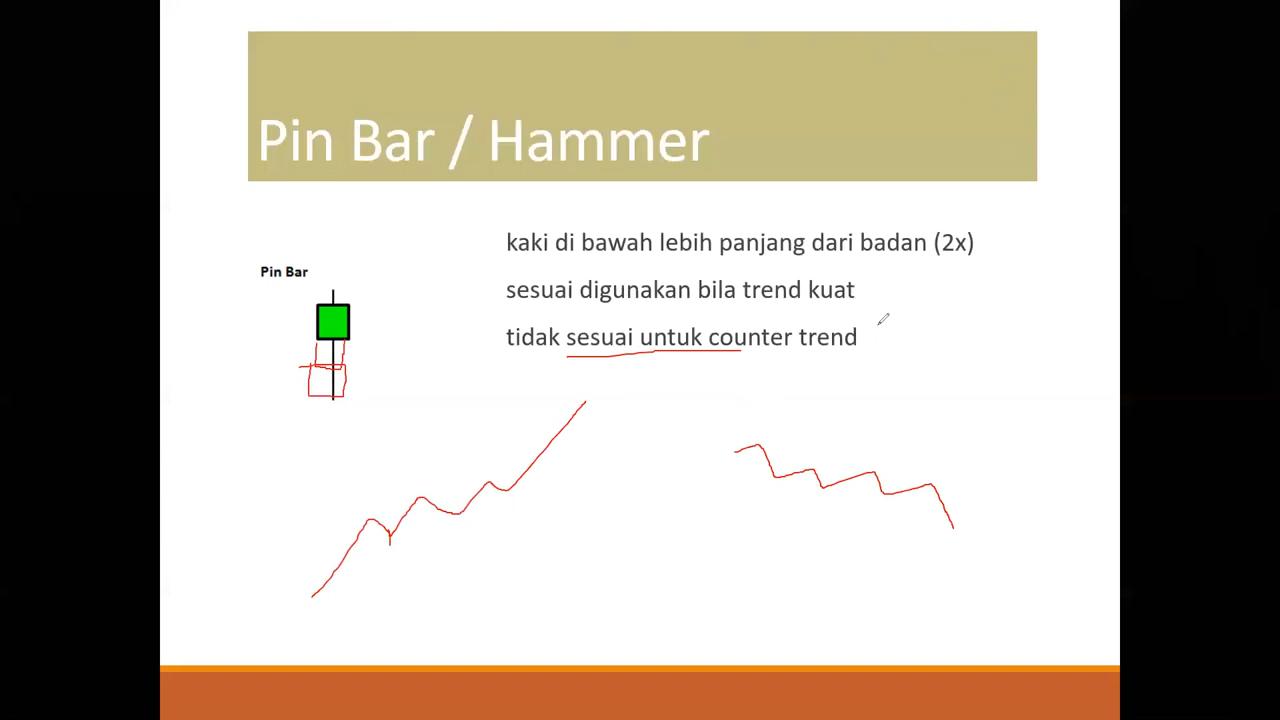 Pin Bar / Hammer
kaki di bawah lebih panjang dari badan (2x)
Pin Bar
sesuai digunakan bila trend kuat
tidak sesuai untuk counter trend